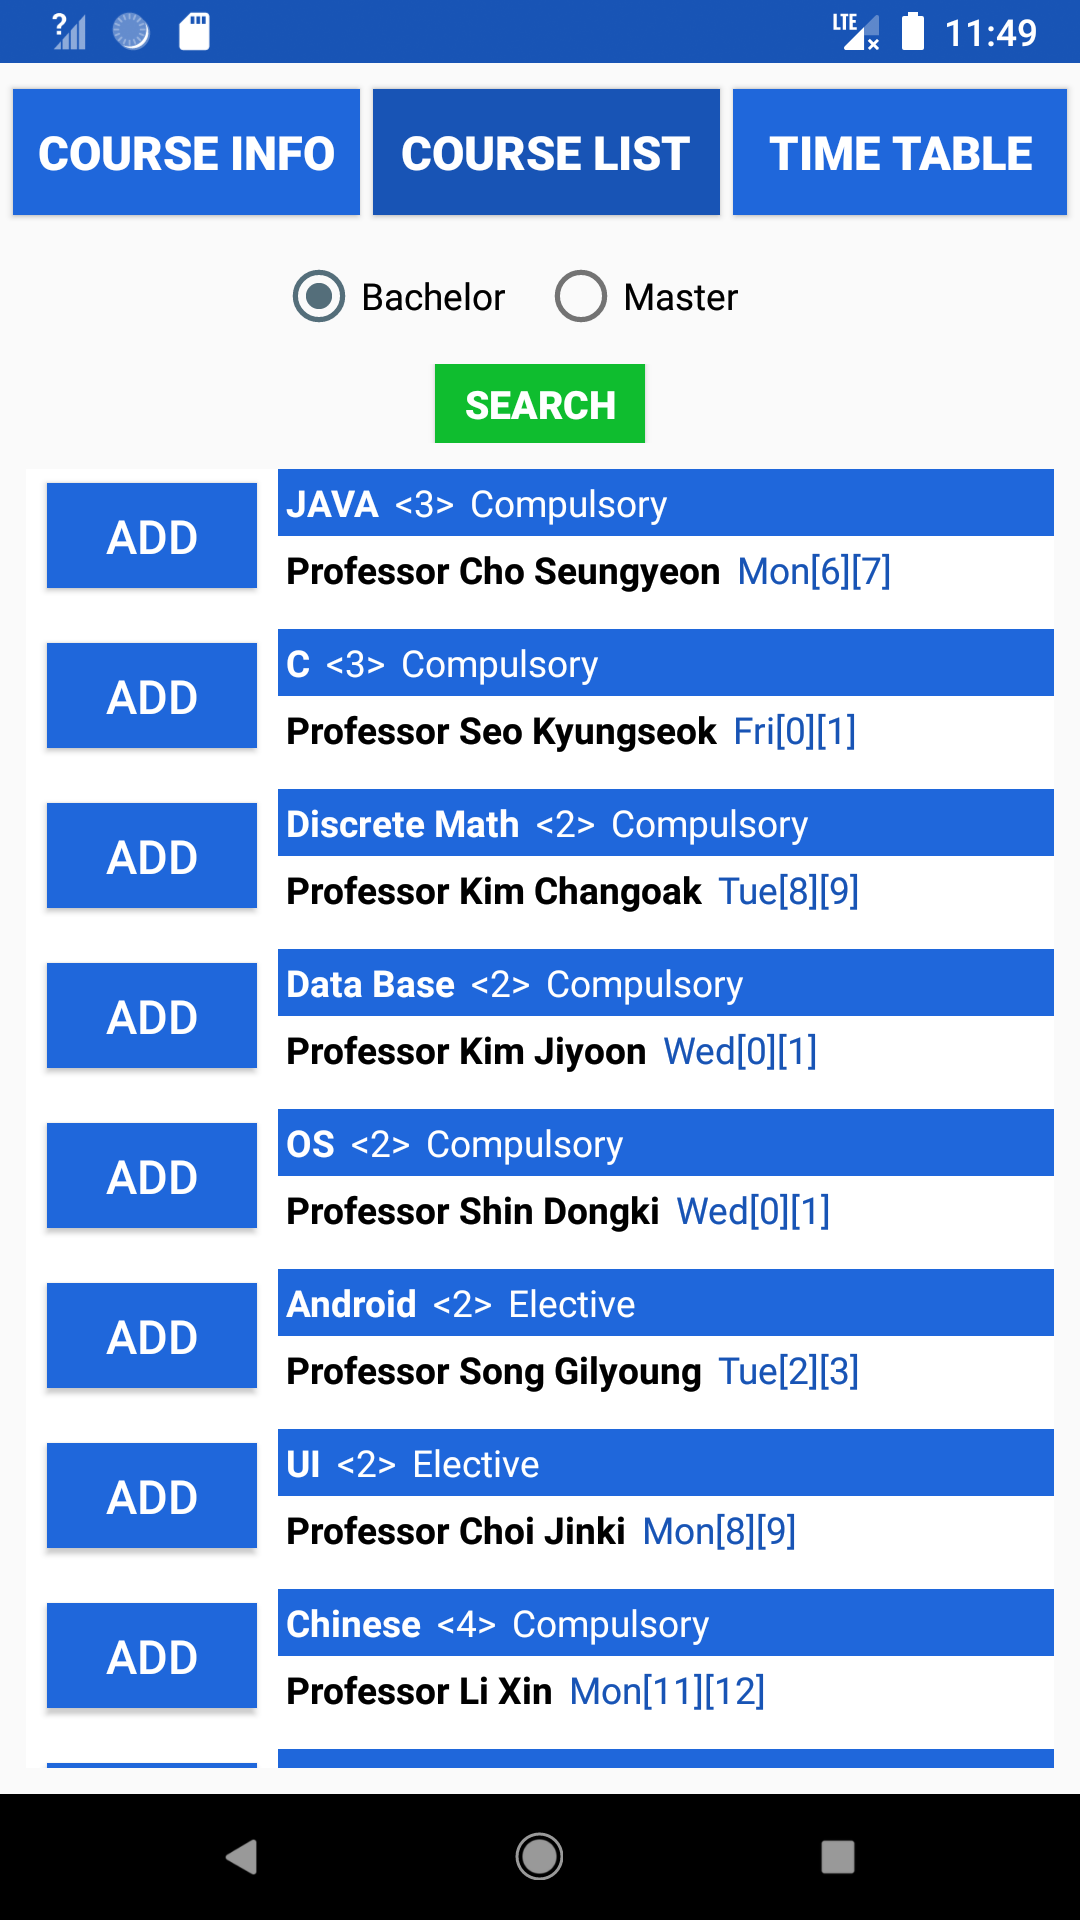 ? LTE 11:49
COURSE INFO COURSE LIST TIME TABLE
Bachelor Master
SEARCH
ADD JAVA <3> Compulsory
Professor Cho Seungyeon Mon[6][7]
ADD C <3> Compulsory
Professor Seo Kyungseok Fri[0][1]
ADD Discrete Math <2> Compulsory
Professor Kim Changoak Tue[8][9]
ADD Data Base <2> Compulsory
Professor Kim Jiyoon Wed[0][1]
ADD OS <2> Compulsory
Professor Shin Dongki Wed[0][1]
ADD Android <2> Elective
Professor Song Gilyoung Tue[2][3]
ADD UI <2> Elective
Professor Choi Jinki Mon[8][9]
ADD Chinese <4> Compulsory
Professor Li Xin Mon[11][12]